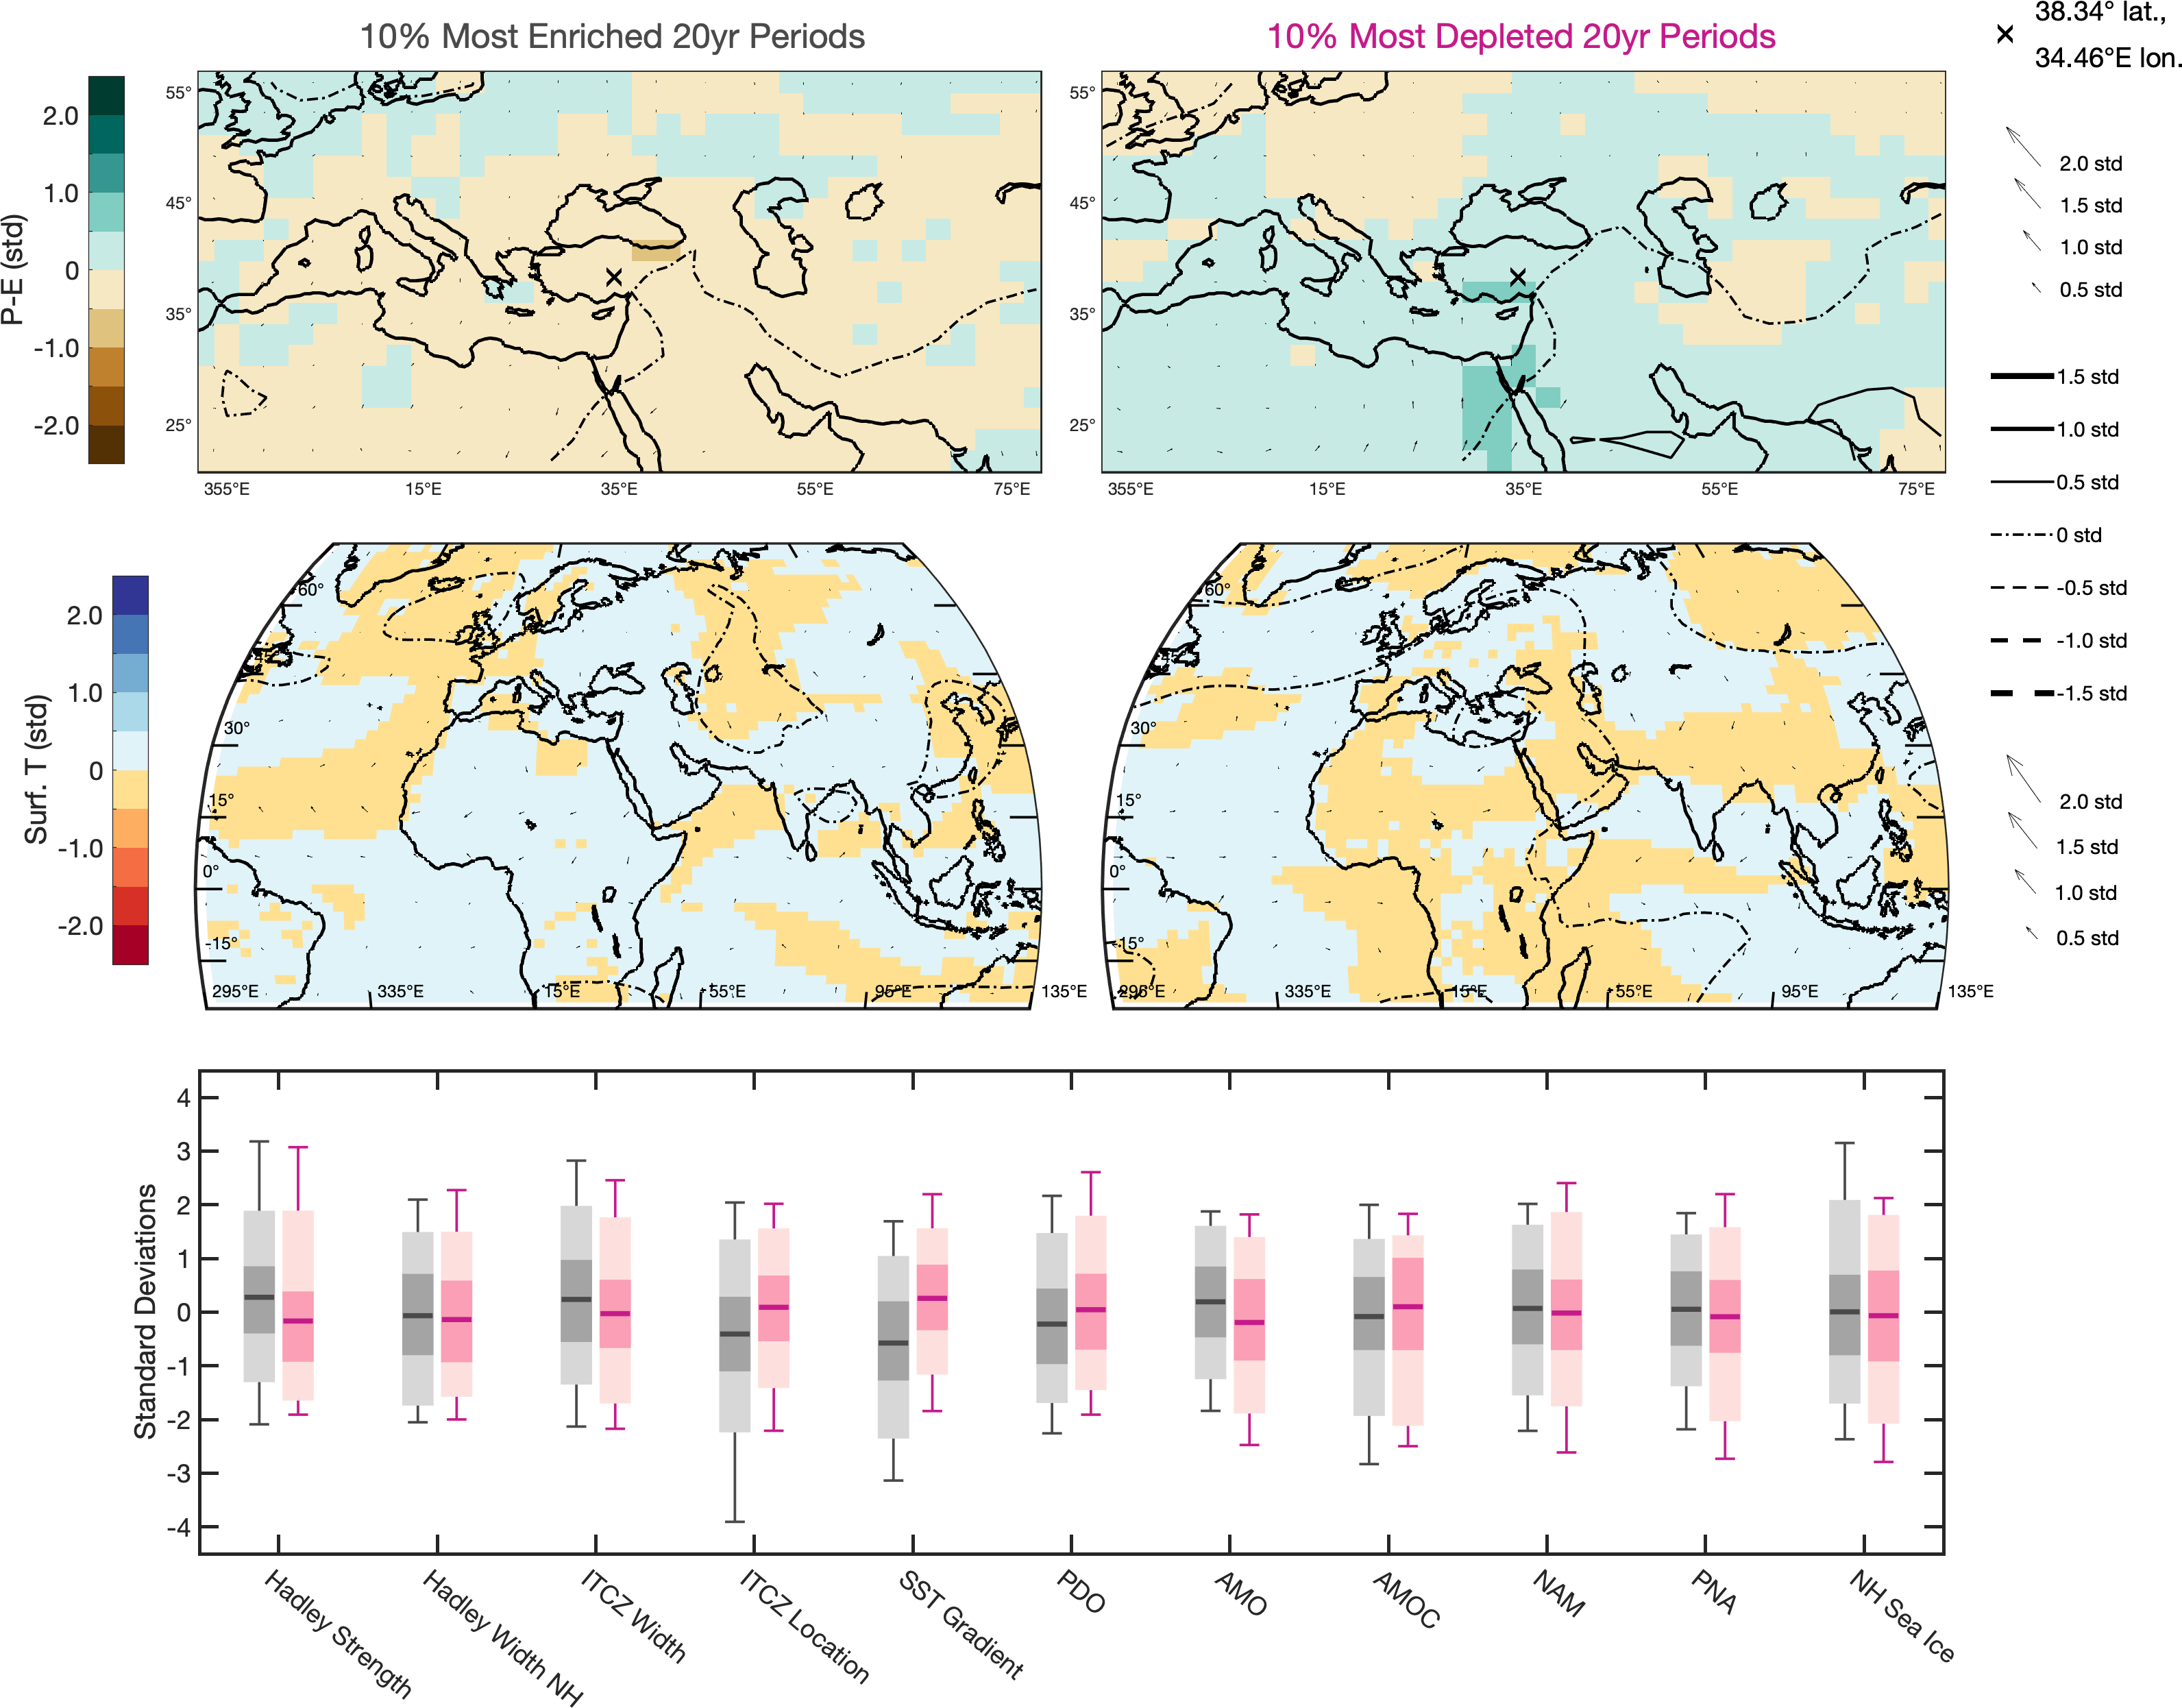 10% Most Enriched 20yr Periods
10% Most Depleted 20yr Periods
38.34° lat.,
34.46°E lon.
P-E (std)
2.0
1.0
0
-1.0
-2.0
55°
45°
35°
25°
355°E
15°E
35°E
55°E
75°E
55°
45°
35°
25°
355°E
15°E
35°E
55°E
75°E
2.0 std
1.5 std
1.0 std
0.5 std
1.5 std
1.0 std
0.5 std
0 std
-0.5 std
-1.0 std
-1.5 std
Surf. T (std)
2.0
1.0
0
-1.0
-2.0
60°
45°
30°
15°
0°
-15°
295°E
335°E
15°E
55°E
95°E
135°E
60°
45°
30°
15°
0°
-15°
295°E
335°E
15°E
55°E
95°E
135°E
2.0 std
1.5 std
1.0 std
0.5 std
Standard Deviations
4
3
2
1
0
-1
-2
-3
-4
Hadley Strength
Hadley Width NH
ITCZ Width
ITCZ Location
SST Gradient
PDO
AMO
AMOC
NAM
PNA
NH Sea Ice